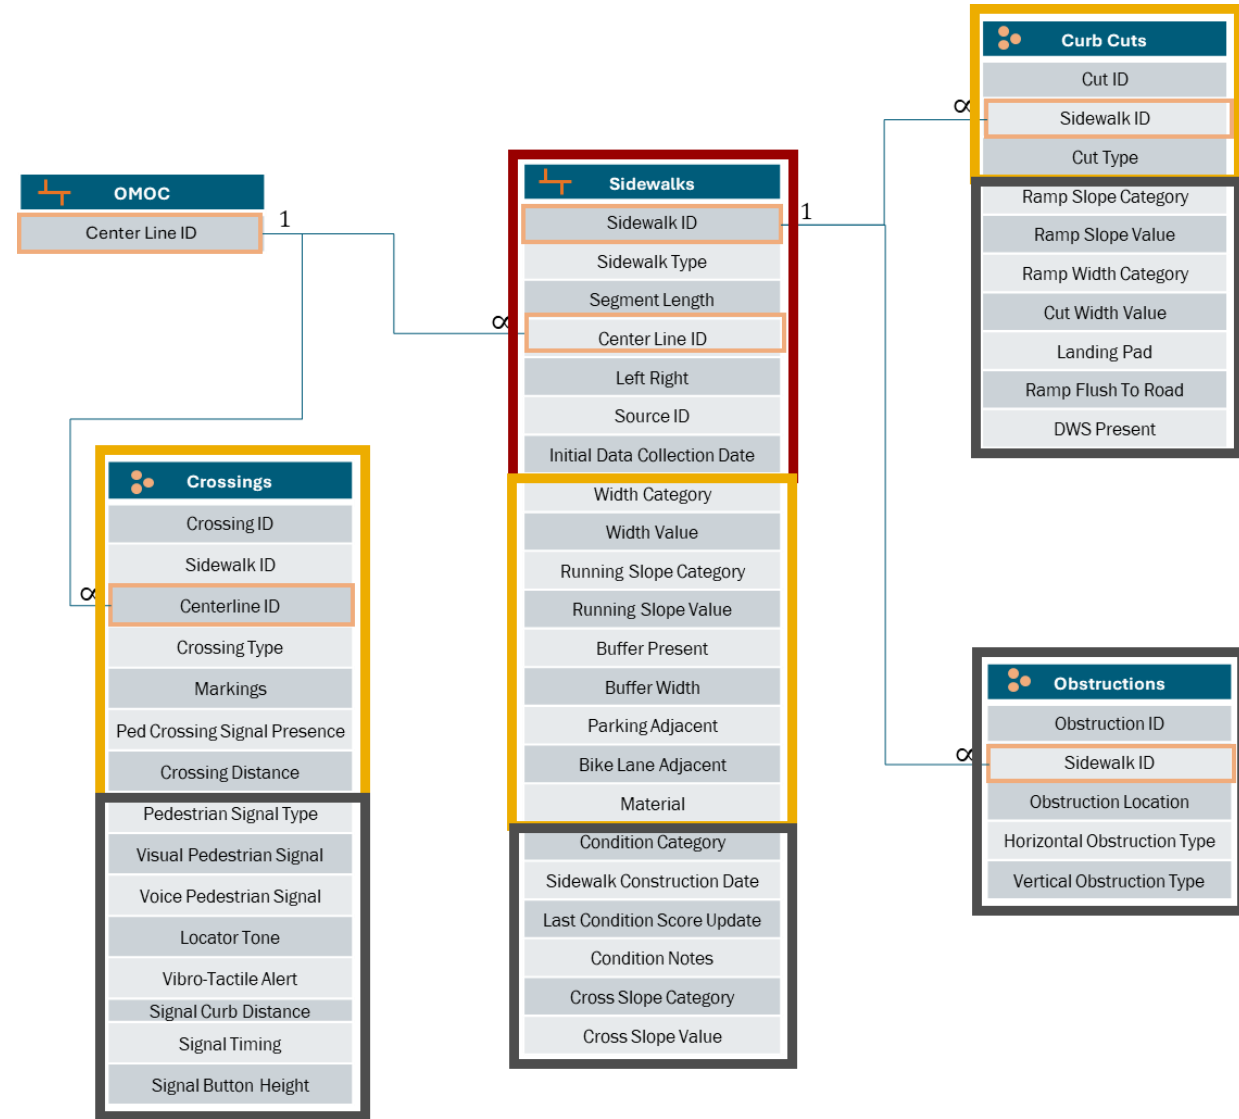 OMOC
Center Line ID
1
∞
Crossings
Crossing ID
Sidewalk ID
Centerline ID
Crossing Type
Markings
Ped Crossing Signal Presence
Crossing Distance
Pedestrian Signal Type
Visual Pedestrian Signal
Voice Pedestrian Signal
Locator Tone
Vibro-Tactile Alert
Signal Curb Distance
Signal Timing
Signal Button Height
∞
Sidewalks
Sidewalk ID
Sidewalk Type
Segment Length
Center Line ID
Left Right
Source ID
Initial Data Collection Date
Width Category
Width Value
Running Slope Category
Running Slope Value
Buffer Present
Buffer Width
Parking Adjacent
Bike Lane Adjacent
Material
Condition Category
Sidewalk Construction Date
Last Condition Score Update
Condition Notes
Cross Slope Category
Cross Slope Value
1
∞
Curb Cuts
Cut ID
Sidewalk ID
Cut Type
Ramp Slope Category
Ramp Slope Value
Ramp Width Category
Cut Width Value
Landing Pad
Ramp Flush To Road
DWS Present
∞
Obstructions
Obstruction ID
Sidewalk ID
Obstruction Location
Horizontal Obstruction Type
Vertical Obstruction Type